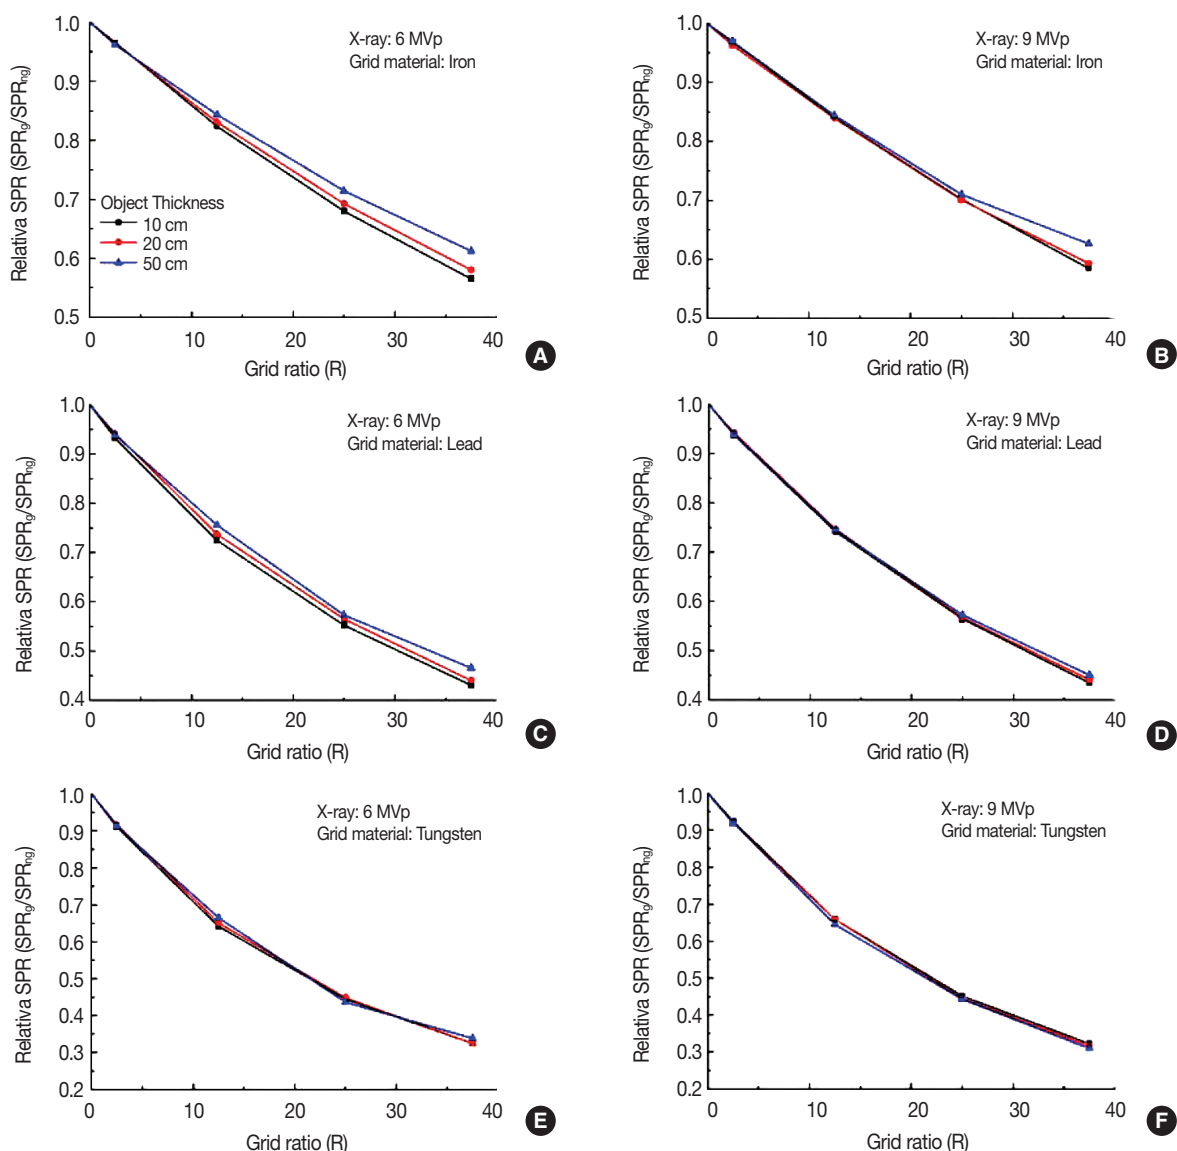 X-ray: 6 MVp
Grid material: Iron
Relativa SPR (SPRg/SPRng)
1.0
0.9
0.8
0.7
0.6
0.5
Object Thickness
10 cm
20 cm
50 cm
0 10 20 30 40
Grid ratio (R)
A
X-ray: 9 MVp
Grid material: Iron
Relativa SPR (SPRg/SPRng)
1.0
0.9
0.8
0.7
0.6
0.5
0 10 20 30 40
Grid ratio (R)
B
X-ray: 6 MVp
Grid material: Lead
Relativa SPR (SPRg/SPRng)
1.0
0.9
0.8
0.7
0.6
0.5
0.4
0 10 20 30 40
Grid ratio (R)
C
X-ray: 9 MVp
Grid material: Lead
Relativa SPR (SPRg/SPRng)
1.0
0.9
0.8
0.7
0.6
0.5
0.4
0 10 20 30 40
Grid ratio (R)
D
X-ray: 6 MVp
Grid material: Tungsten
Relativa SPR (SPRg/SPRng)
1.0
0.9
0.8
0.7
0.6
0.5
0.4
0.3
0.2
0 10 20 30 40
Grid ratio (R)
E
X-ray: 9 MVp
Grid material: Tungsten
Relativa SPR (SPRg/SPRng)
1.0
0.9
0.8
0.7
0.6
0.5
0.4
0.3
0.2
0 10 20 30 40
Grid ratio (R)
F